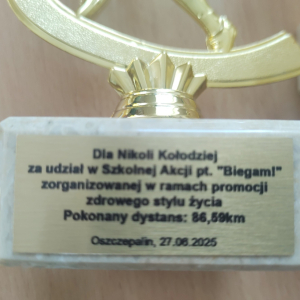 Dla Nikoli Kołodziej
za udział w Szkolnej Akcji pt. "Biegam!"
zorganizowanej w ramach promocji
zdrowego stylu życia
Pokonany dystans: 86,59km
Oszczepalin, 27.06.2025